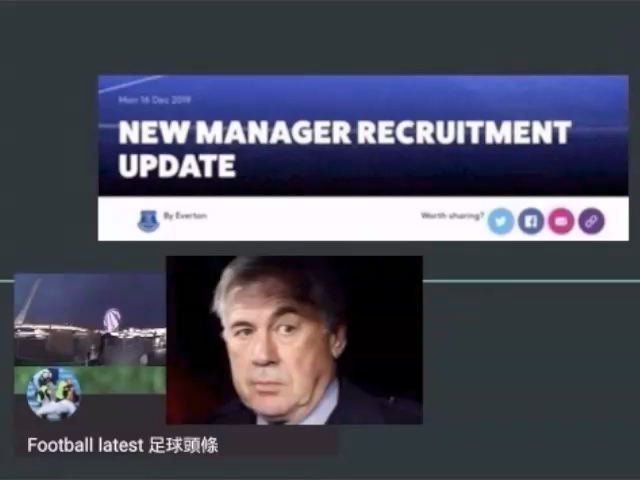 Mon 16 Dec 2019
NEW MANAGER RECRUITMENT
UPDATE
By Everton
Worth sharing?
Football latest 足球頭條